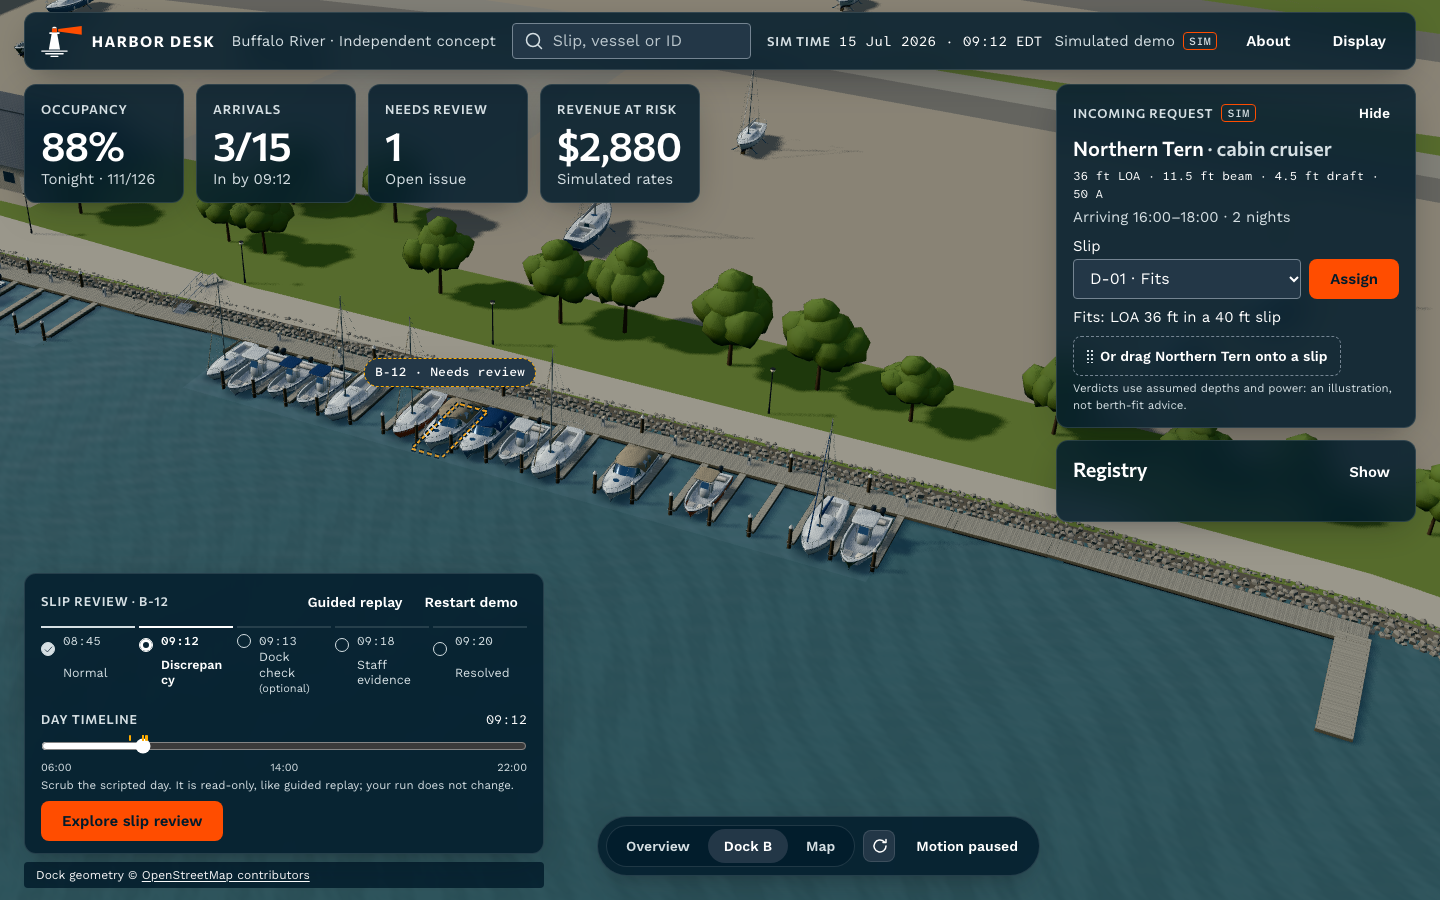 HARBOR DESK
Buffalo River · Independent concept
Slip, vessel or ID
SIM TIME 15 Jul 2026 · 09:12 EDT
Simulated demo SIM
About
Display
OCCUPANCY
88%
Tonight · 111/126
ARRIVALS
3/15
In by 09:12
NEEDS REVIEW
1
Open issue
REVENUE AT RISK
$2,880
Simulated rates
INCOMING REQUEST SIM
Hide
Northern Tern · cabin cruiser
36 ft LOA · 11.5 ft beam · 4.5 ft draft ·
50 A
Arriving 16:00–18:00 · 2 nights
Slip
D-01 · Fits
Assign
Fits: LOA 36 ft in a 40 ft slip
Or drag Northern Tern onto a slip
Verdicts use assumed depths and power: an illustration,
not berth-fit advice.
Registry
Show
B-12 · Needs review
SLIP REVIEW · B-12
Guided replay
Restart demo
08:45
Normal
09:12
Discrepan
cy
09:13
Dock
check
(optional)
09:18
Staff
evidence
09:20
Resolved
DAY TIMELINE
09:12
06:00
14:00
22:00
Scrub the scripted day. It is read-only, like guided replay; your run does not change.
Explore slip review
Dock geometry © OpenStreetMap contributors
Overview
Dock B
Map
Motion paused